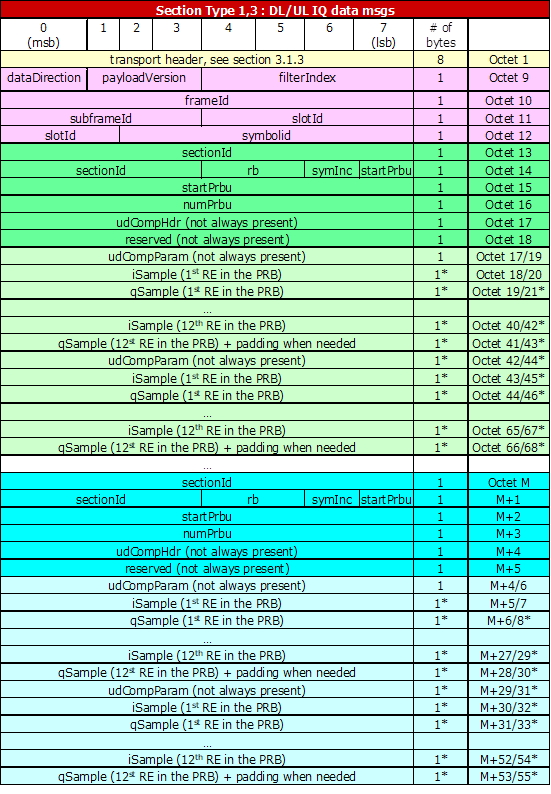 Section Type 1,3 : DL/UL IQ data msgs
0 (msb) 1 2 3 4 5 6 7 (lsb) # of bytes
transport header, see section 3.1.3 8 Octet 1
dataDirection payloadVersion filterIndex 1 Octet 9
frameId 1 Octet 10
subframeId slotId 1 Octet 11
slotId symbolid 1 Octet 12
sectionId 1 Octet 13
sectionId rb symInc startPrbu 1 Octet 14
startPrbu 1 Octet 15
numPrbu 1 Octet 16
udCompHdr (not always present) 1 Octet 17
reserved (not always present) 1 Octet 18
udCompParam (not always present) 1 Octet 17/19
iSample (1st RE in the PRB) 1* Octet 18/20
qSample (1st RE in the PRB) 1* Octet 19/21*
...
iSample (12th RE in the PRB) 1* Octet 40/42*
qSample (12st RE in the PRB) + padding when needed 1* Octet 41/43*
udCompParam (not always present) 1* Octet 42/44*
iSample (1st RE in the PRB) 1* Octet 43/45*
qSample (1st RE in the PRB) 1* Octet 44/46*
...
iSample (12th RE in the PRB) 1* Octet 65/67*
qSample (12st RE in the PRB) + padding when needed 1* Octet 66/68*
...
sectionId 1 Octet M
sectionId rb symInc startPrbu 1 M+1
startPrbu 1 M+2
numPrbu 1 M+3
udCompHdr (not always present) 1 M+4
reserved (not always present) 1 M+5
udCompParam (not always present) 1 M+4/6
iSample (1st RE in the PRB) 1* M+5/7
qSample (1st RE in the PRB) 1* M+6/8*
...
iSample (12th RE in the PRB) 1* M+27/29*
qSample (12st RE in the PRB) + padding when needed 1* M+28/30*
udCompParam (not always present) 1* M+29/31*
iSample (1st RE in the PRB) 1* M+30/32*
qSample (1st RE in the PRB) 1* M+31/33*
...
iSample (12th RE in the PRB) 1* M+52/54*
qSample (12st RE in the PRB) + padding when needed 1* M+53/55*